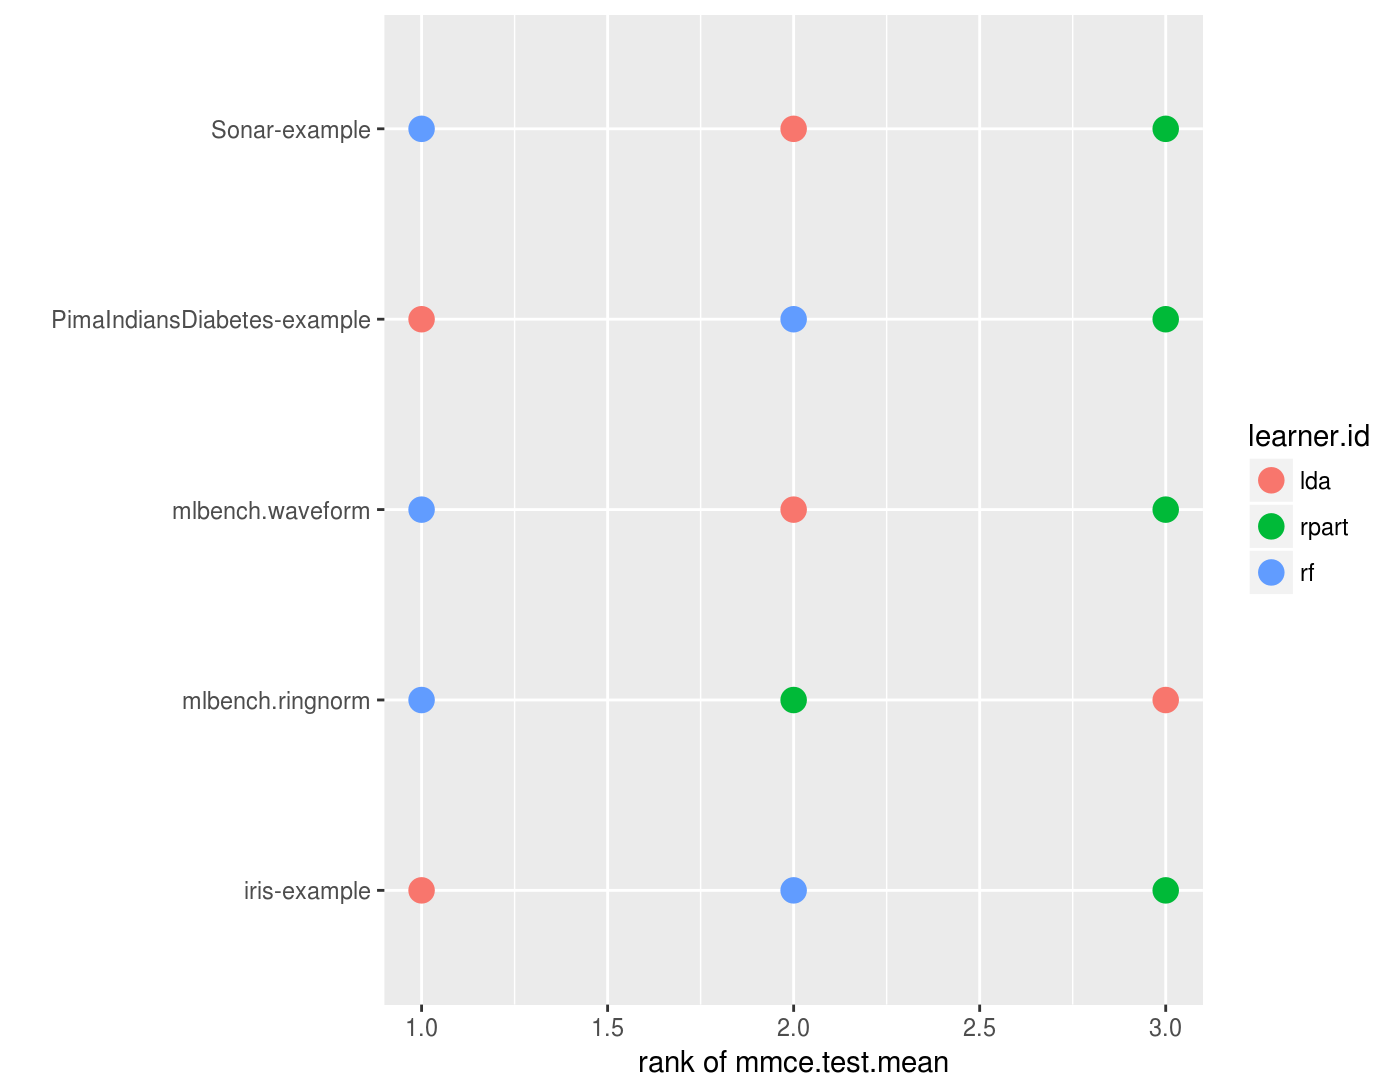 Sonar-example
PimaIndiansDiabetes-example
mlbench.waveform
mlbench.ringnorm
iris-example
1.0 1.5 2.0 2.5 3.0
rank of mmce.test.mean
learner.id
lda
rpart
rf